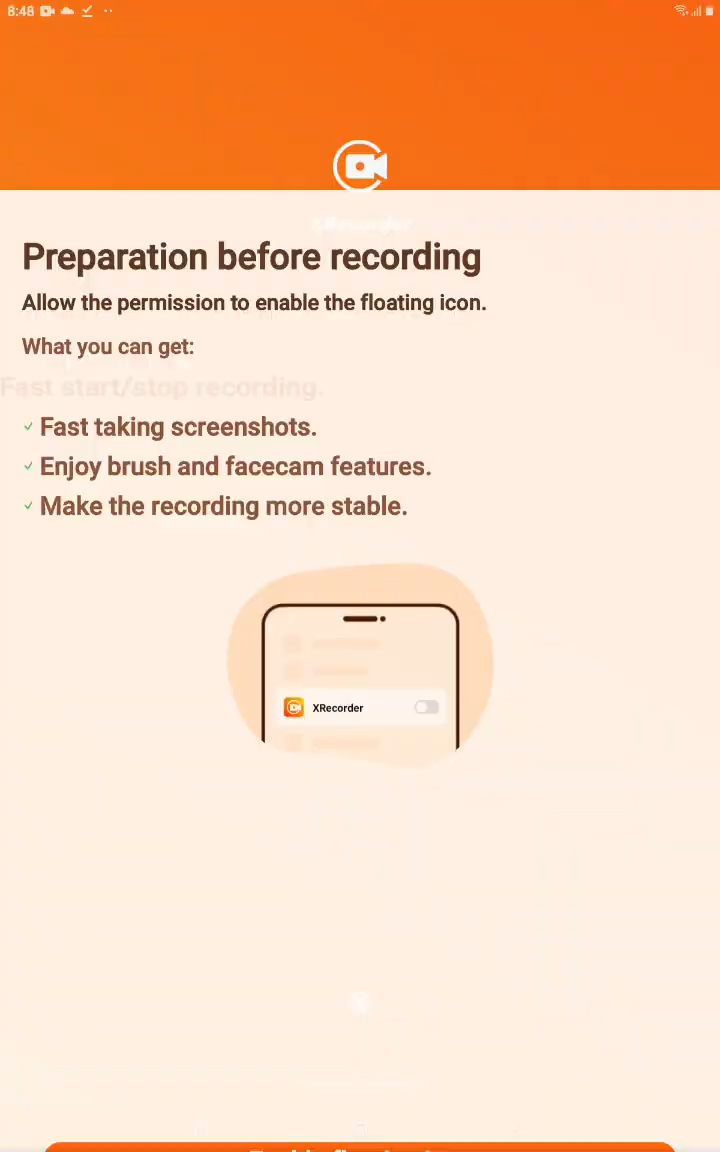 8:48
XRecorder
Preparation before recording
Allow the permission to enable the floating icon.
What you can get:
Fast start/stop recording.
Fast taking screenshots.
Enjoy brush and facecam features.
Make the recording more stable.
XRecorder